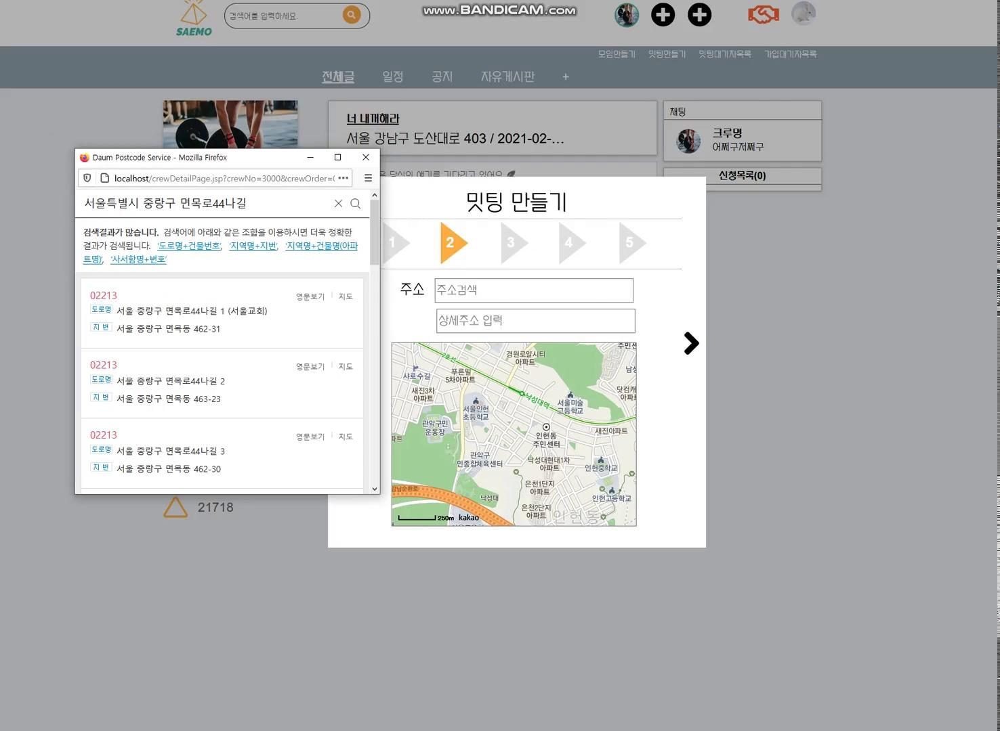 www.BANDICAM.com
SAEMO
검색어를 입력하세요.
모임만들기 밋팅만들기 밋팅대기자목록 가입대기자목록
전체글 일정 공지 자유게시판 +
너 내꺼해라
서울 강남구 도산대로 403 / 2021-02-...
채팅
크루명
어쩌구저쩌구
당신의 얘기를 기다리고 있어요
신청목록(0)
Daum Postcode Service - Mozilla Firefox
localhost/crewDetailPage.jsp?crewNo=3000&crewOrder=
서울특별시 중랑구 면목로44나길
검색결과가 많습니다. 검색어에 아래와 같은 조합을 이용하시면 더욱 정확한
결과가 검색됩니다. '도로명+건물번호', '지역명+지번', '지역명+건물명(아파
트명)', '사서함명+번호'
02213 영문보기 지도
도로명 서울 중랑구 면목로44나길 1 (서울교회)
지번 서울 중랑구 면목동 462-31
02213 영문보기 지도
도로명 서울 중랑구 면목로44나길 2
지번 서울 중랑구 면목동 463-23
02213 영문보기 지도
도로명 서울 중랑구 면목로44나길 3
지번 서울 중랑구 면목동 462-30
21718
밋팅 만들기
1 2 3 4 5
주소 주소검색
상세주소 입력
2호선
경원로얄시티
아파트
주민센
샤로수길
푸른빌
5차아파트
남성
새진3차
아파트
낙성대역
닷컴캐
아파
서울인헌
초등학교
서울미술
고등학교
관악구민
운동장
인헌동
주민센터
새진아파트
파트
관악구
민종합체육센터
낙성대현대1차
아파트
인헌중학교
은천1단지
아파트
강남순환로
낙성대
인헌고등학교
은천2단지
아파트
인헌동
250m kakao